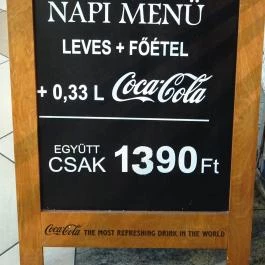 NAPI MENÜ
LEVES + FŐÉTEL
+ 0,33 L Coca-Cola
EGYÜTT
CSAK 1390 Ft
Coca-Cola THE MOST REFRESHING DRINK IN THE WORLD